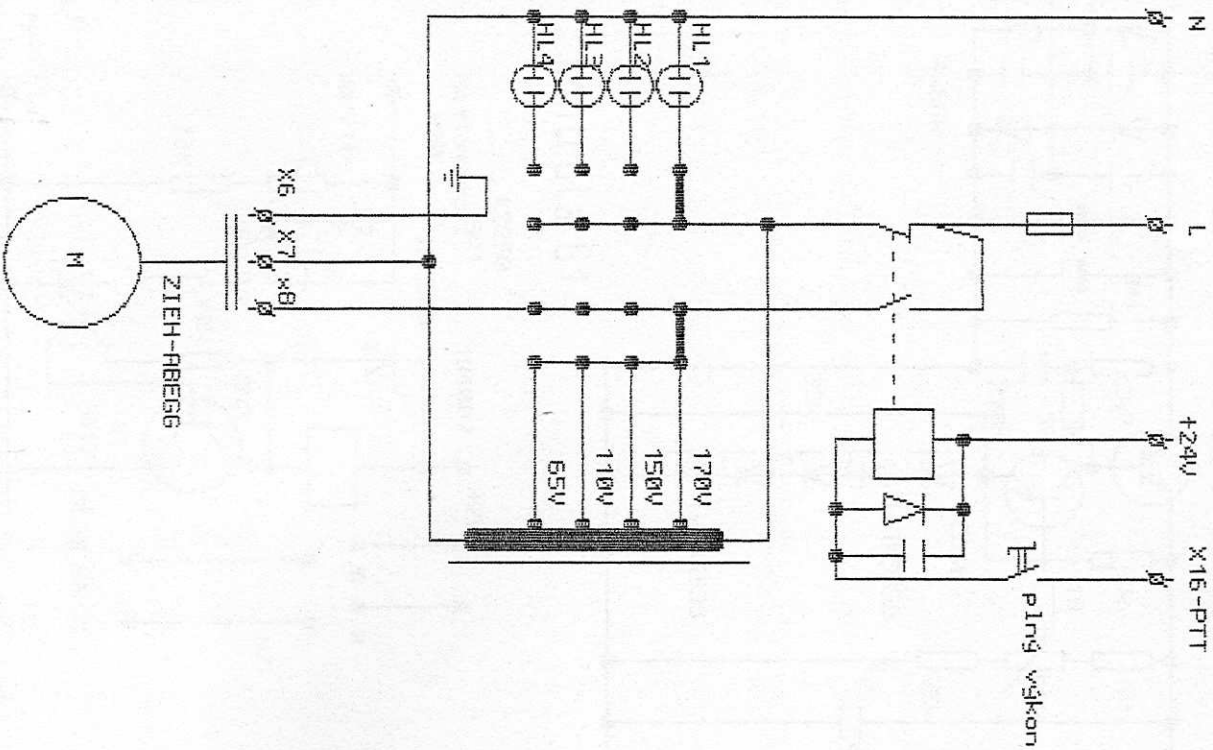 N
L
+24V
X16-PTT
plný výkon
HL1
HL2
HL3
HL4
170V
150V
110V
65V
X6
X7
x8
M
ZIEH-ABEGG